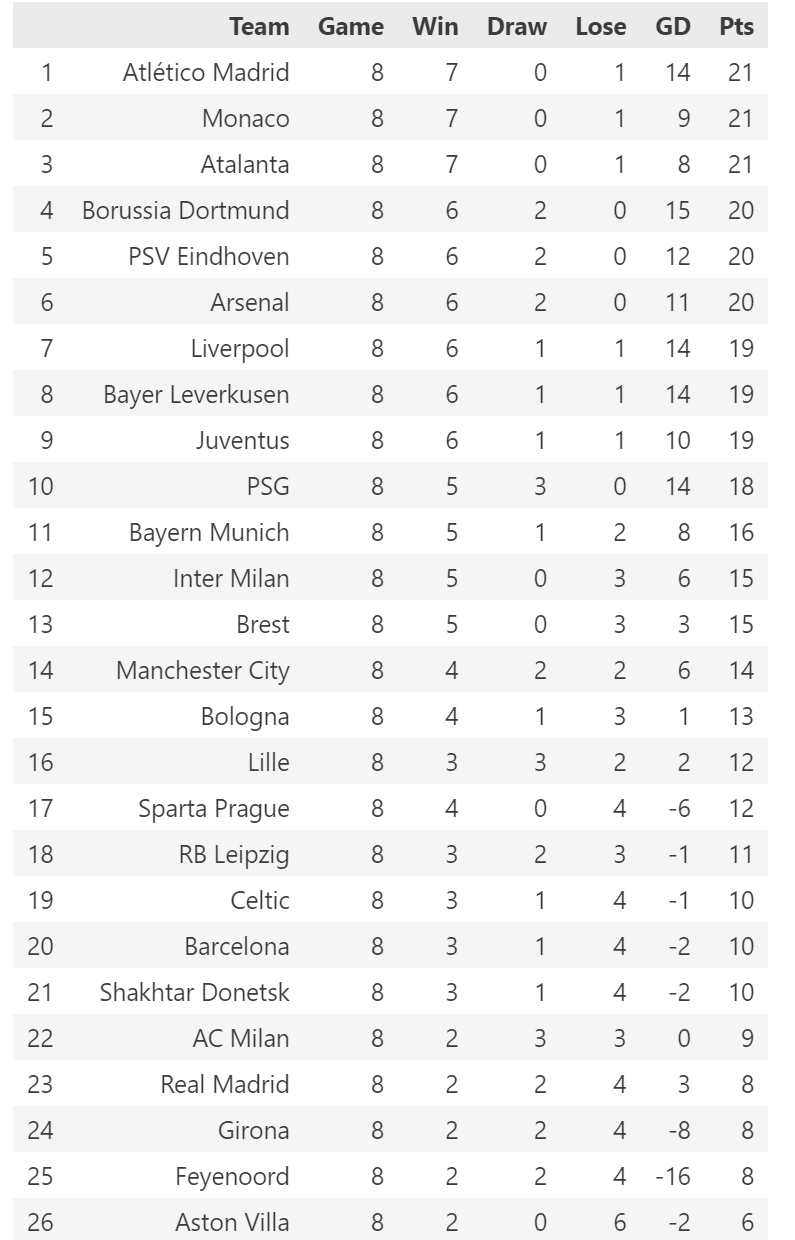 Team Game Win Draw Lose GD Pts
1 Atlético Madrid 8 7 0 1 14 21
2 Monaco 8 7 0 1 9 21
3 Atalanta 8 7 0 1 8 21
4 Borussia Dortmund 8 6 2 0 15 20
5 PSV Eindhoven 8 6 2 0 12 20
6 Arsenal 8 6 2 0 11 20
7 Liverpool 8 6 1 1 14 19
8 Bayer Leverkusen 8 6 1 1 14 19
9 Juventus 8 6 1 1 10 19
10 PSG 8 5 3 0 14 18
11 Bayern Munich 8 5 1 2 8 16
12 Inter Milan 8 5 0 3 6 15
13 Brest 8 5 0 3 3 15
14 Manchester City 8 4 2 2 6 14
15 Bologna 8 4 1 3 1 13
16 Lille 8 3 3 2 2 12
17 Sparta Prague 8 4 0 4 -6 12
18 RB Leipzig 8 3 2 3 -1 11
19 Celtic 8 3 1 4 -1 10
20 Barcelona 8 3 1 4 -2 10
21 Shakhtar Donetsk 8 3 1 4 -2 10
22 AC Milan 8 2 3 3 0 9
23 Real Madrid 8 2 2 4 3 8
24 Girona 8 2 2 4 -8 8
25 Feyenoord 8 2 2 4 -16 8
26 Aston Villa 8 2 0 6 -2 6